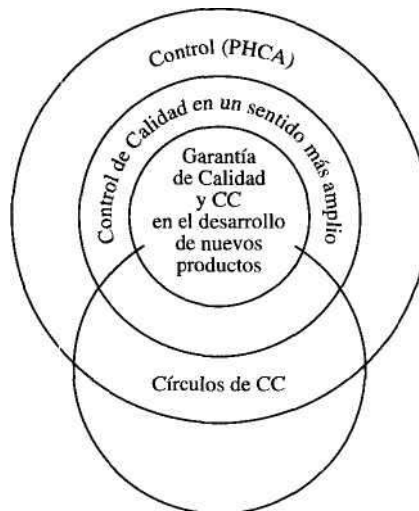 Control (PHCA)
Control de Calidad en un sentido más amplio
Garantía
de Calidad
y CC
en el desarrollo
de nuevos
productos
Círculos de CC